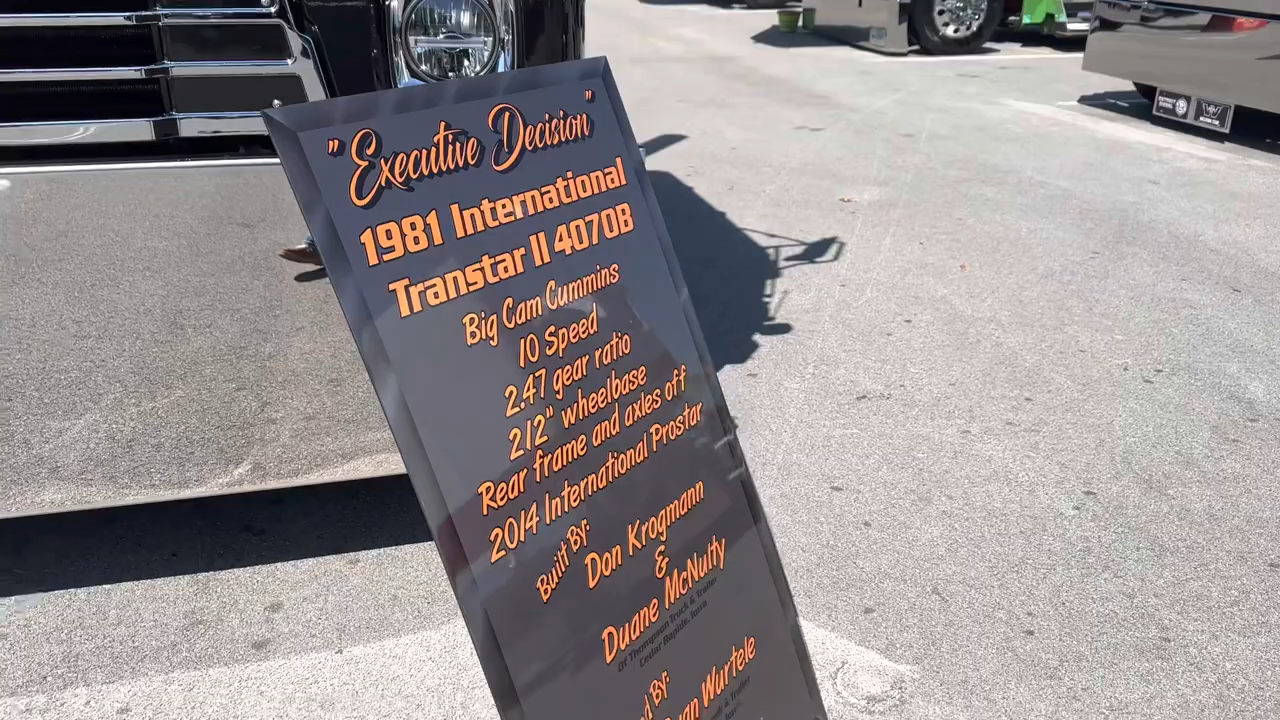 "Executive Decision"
1981 International
Transtar II 4070B
Big Cam Cummins
10 Speed
2.47 gear ratio
212" wheelbase
Rear frame and axles off
2014 International Prostar
Built By:
Don Krogmann
&
Duane McNulty
Of Thompson Truck & Trailer
Cedar Rapids, Iowa
By:
Wurtele
& Trailer